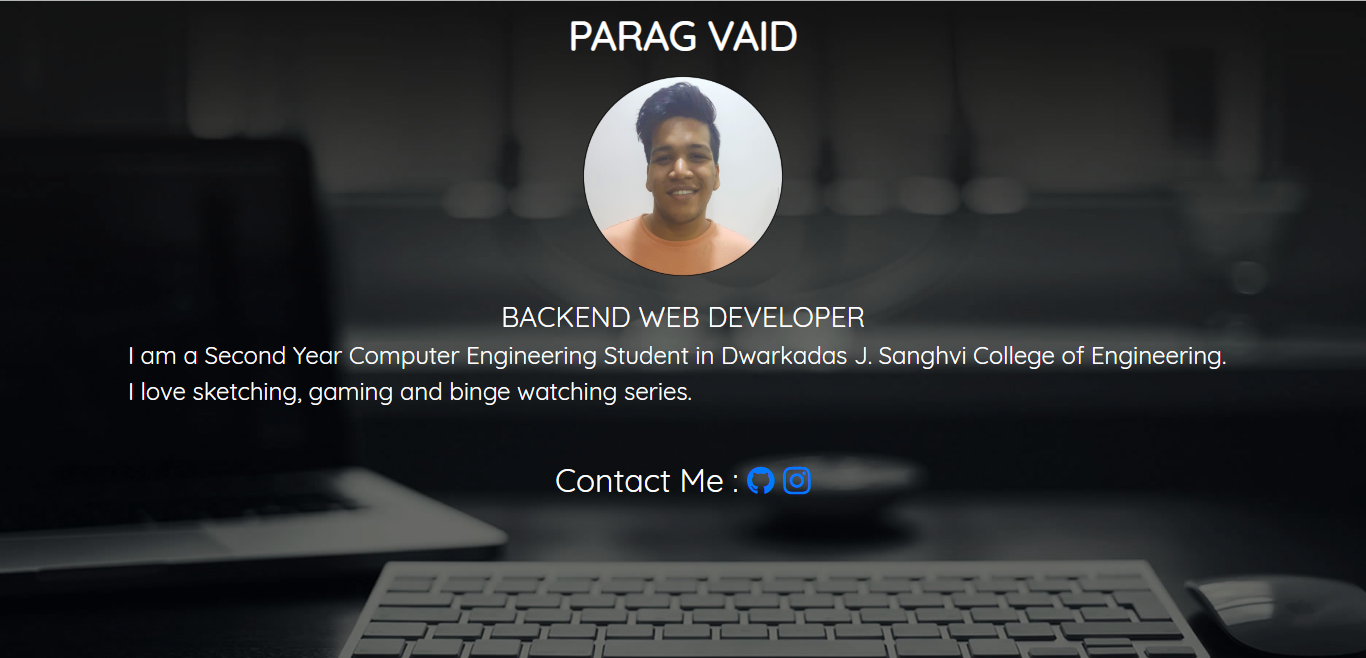 PARAG VAID
BACKEND WEB DEVELOPER
I am a Second Year Computer Engineering Student in Dwarkadas J. Sanghvi College of Engineering.
I love sketching, gaming and binge watching series.
Contact Me :